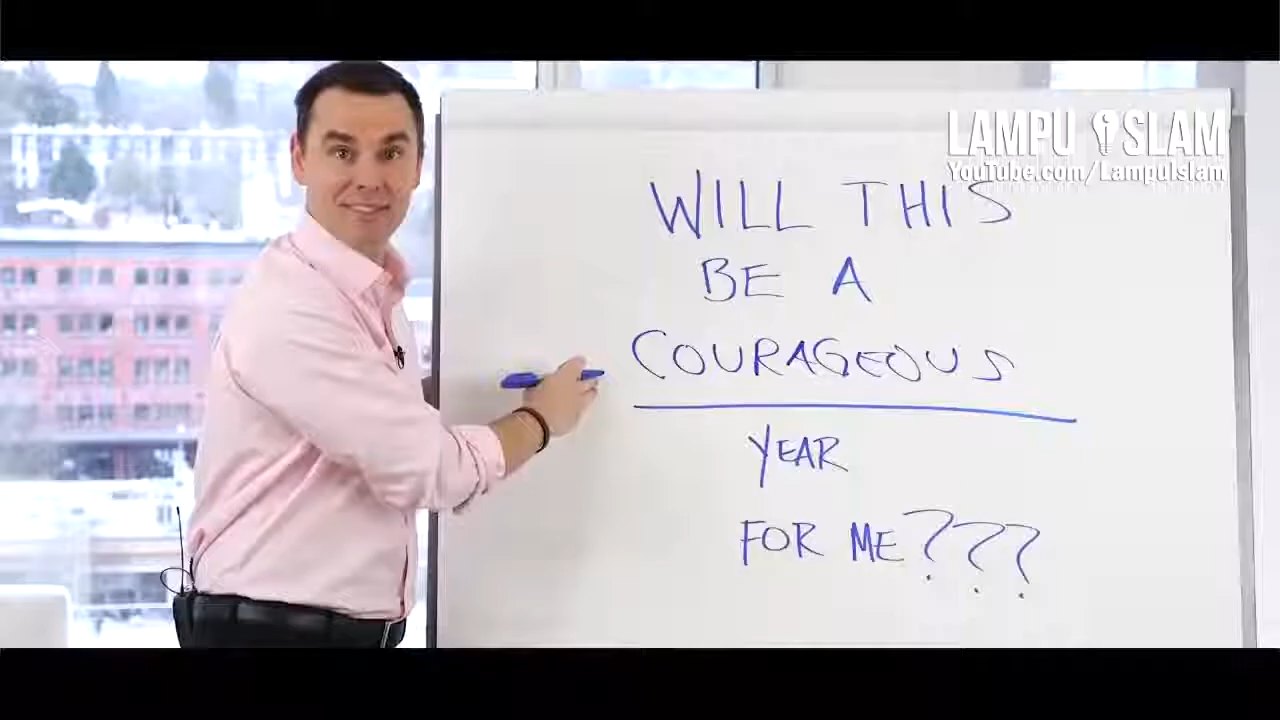 LAMPU ISLAM
YouTube.com/LampuIslam
WILL THIS
BE A
COURAGEOUS
YEAR
FOR ME???